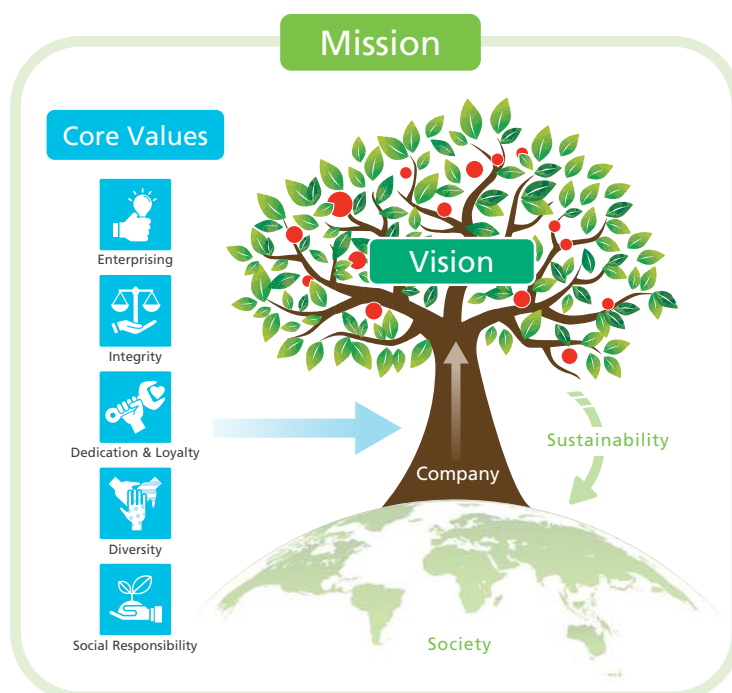 Mission
Core Values
Enterprising
Integrity
Dedication & Loyalty
Diversity
Social Responsibility
Vision
Company
Sustainability
Society